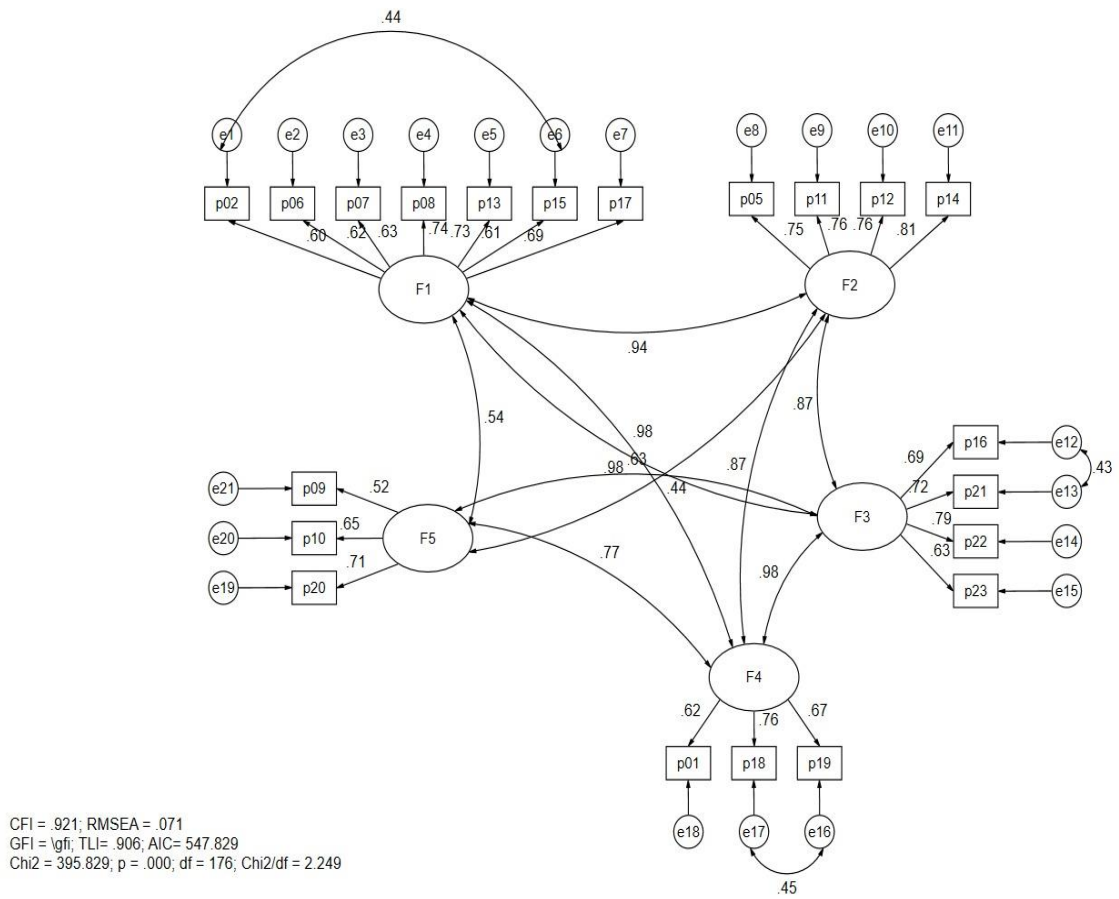 .44
e1 e2 e3 e4 e5 e6 e7
e8 e9 e10 e11
p02 p06 p07 p08 p13 p15 p17
p05 p11 p12 p14
.60 .62 .63 .74 .73 .61 .69
.75 .76 .76 .81
F1
F2
.94
.54
.87
.98
.98
.63
.44
.87
p16 e12
.69
.43
.72 p21 e13
.79
p22 e14
.63
p23 e15
F3
e21 p09 .52
e20 p10 .65
F5
e19 p20 .71
.77
.98
F4
.62 .76 .67
p01 p18 p19
e18 e17 e16
.45
CFI = .921; RMSEA = .071
GFI = \gfi; TLI= .906; AIC= 547.829
Chi2 = 395.829; p = .000; df = 176; Chi2/df = 2.249